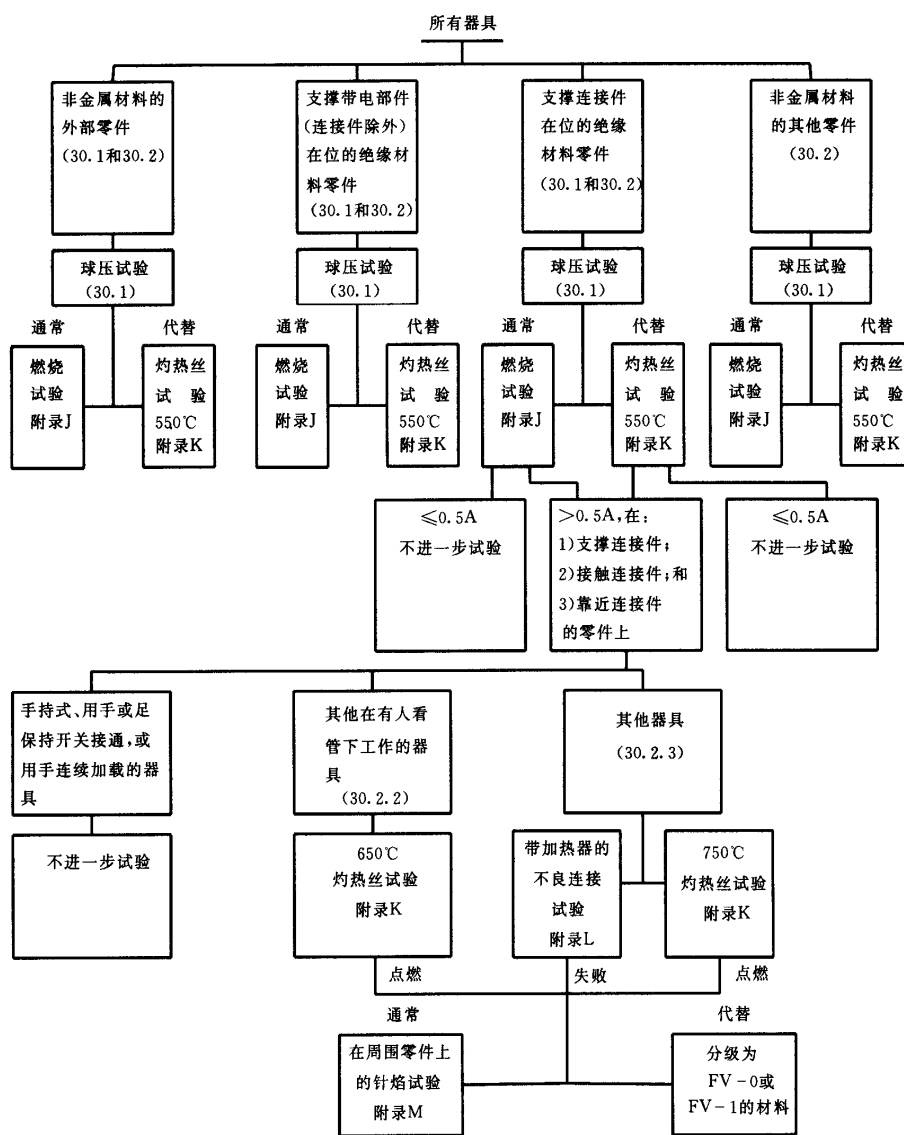 所有器具
非金属材料的
外部零件
(30.1和30.2)
支撑带电部件
(连接件除外)
在位的绝缘材
料零件
(30.1和30.2)
支撑连接件
在位的绝缘
材料零件
(30.1和30.2)
非金属材料
的其他零件
(30.2)
球压试验
(30.1)
球压试验
(30.1)
球压试验
(30.1)
球压试验
(30.1)
通常
代替
通常
代替
通常
代替
通常
代替
燃烧
试验
附录J
灼热丝
试 验
550℃
附录K
燃烧
试验
附录J
灼热丝
试 验
550℃
附录K
燃烧
试验
附录J
灼热丝
试 验
550℃
附录K
燃烧
试验
附录J
灼热丝
试 验
550℃
附录K
≤0.5A
不进一步试验
>0.5A,在:
1)支撑连接件;
2)接触连接件;和
3)靠近连接件
的零件上
≤0.5A
不进一步试验
手持式、用手或足
保持开关接通,或
用手连续加载的器
具
其他在有人看
管下工作的器
具
(30.2.2)
其他器具
(30.2.3)
不进一步试验
650℃
灼热丝试验
附录K
带加热器的
不良连接
试验
附录L
750℃
灼热丝试验
附录K
点燃
失败
点燃
通常
代替
在周围零件上
的针焰试验
附录M
分级为
FV-0或
FV-1的材料